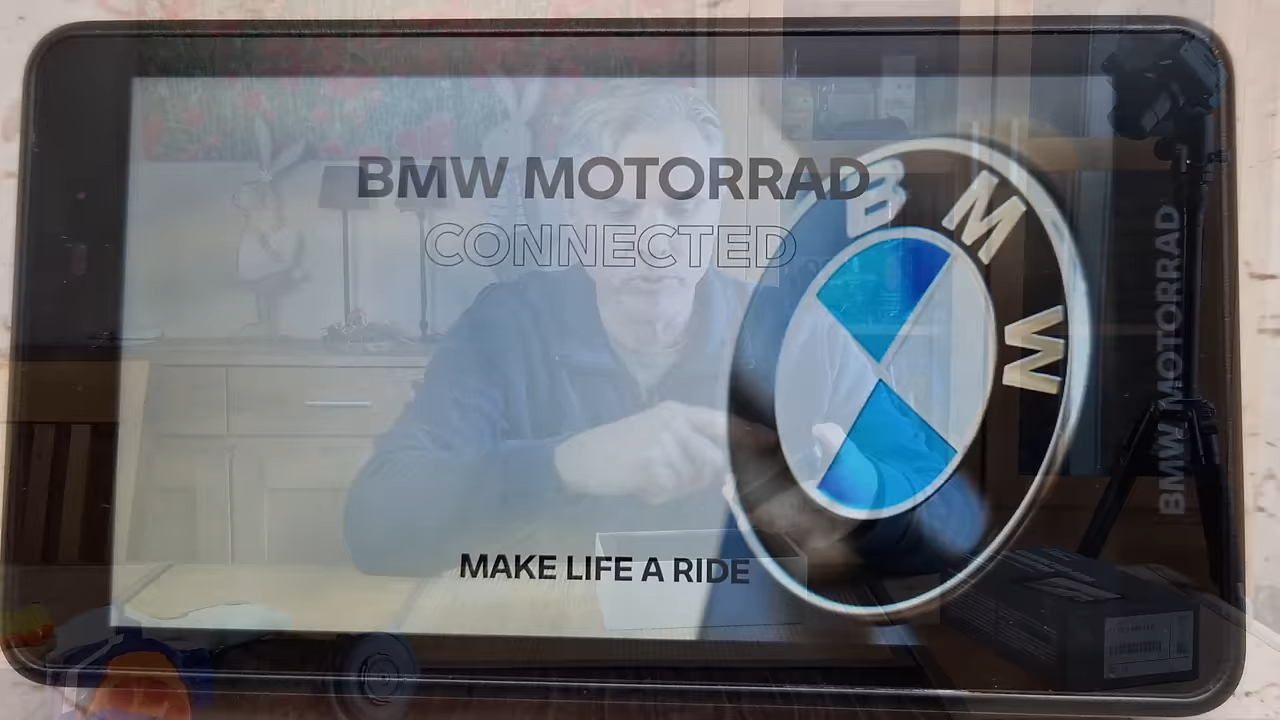 BMW MOTORRAD
CONNECTED
BMW
MAKE LIFE A RIDE
BMW MOTORRAD